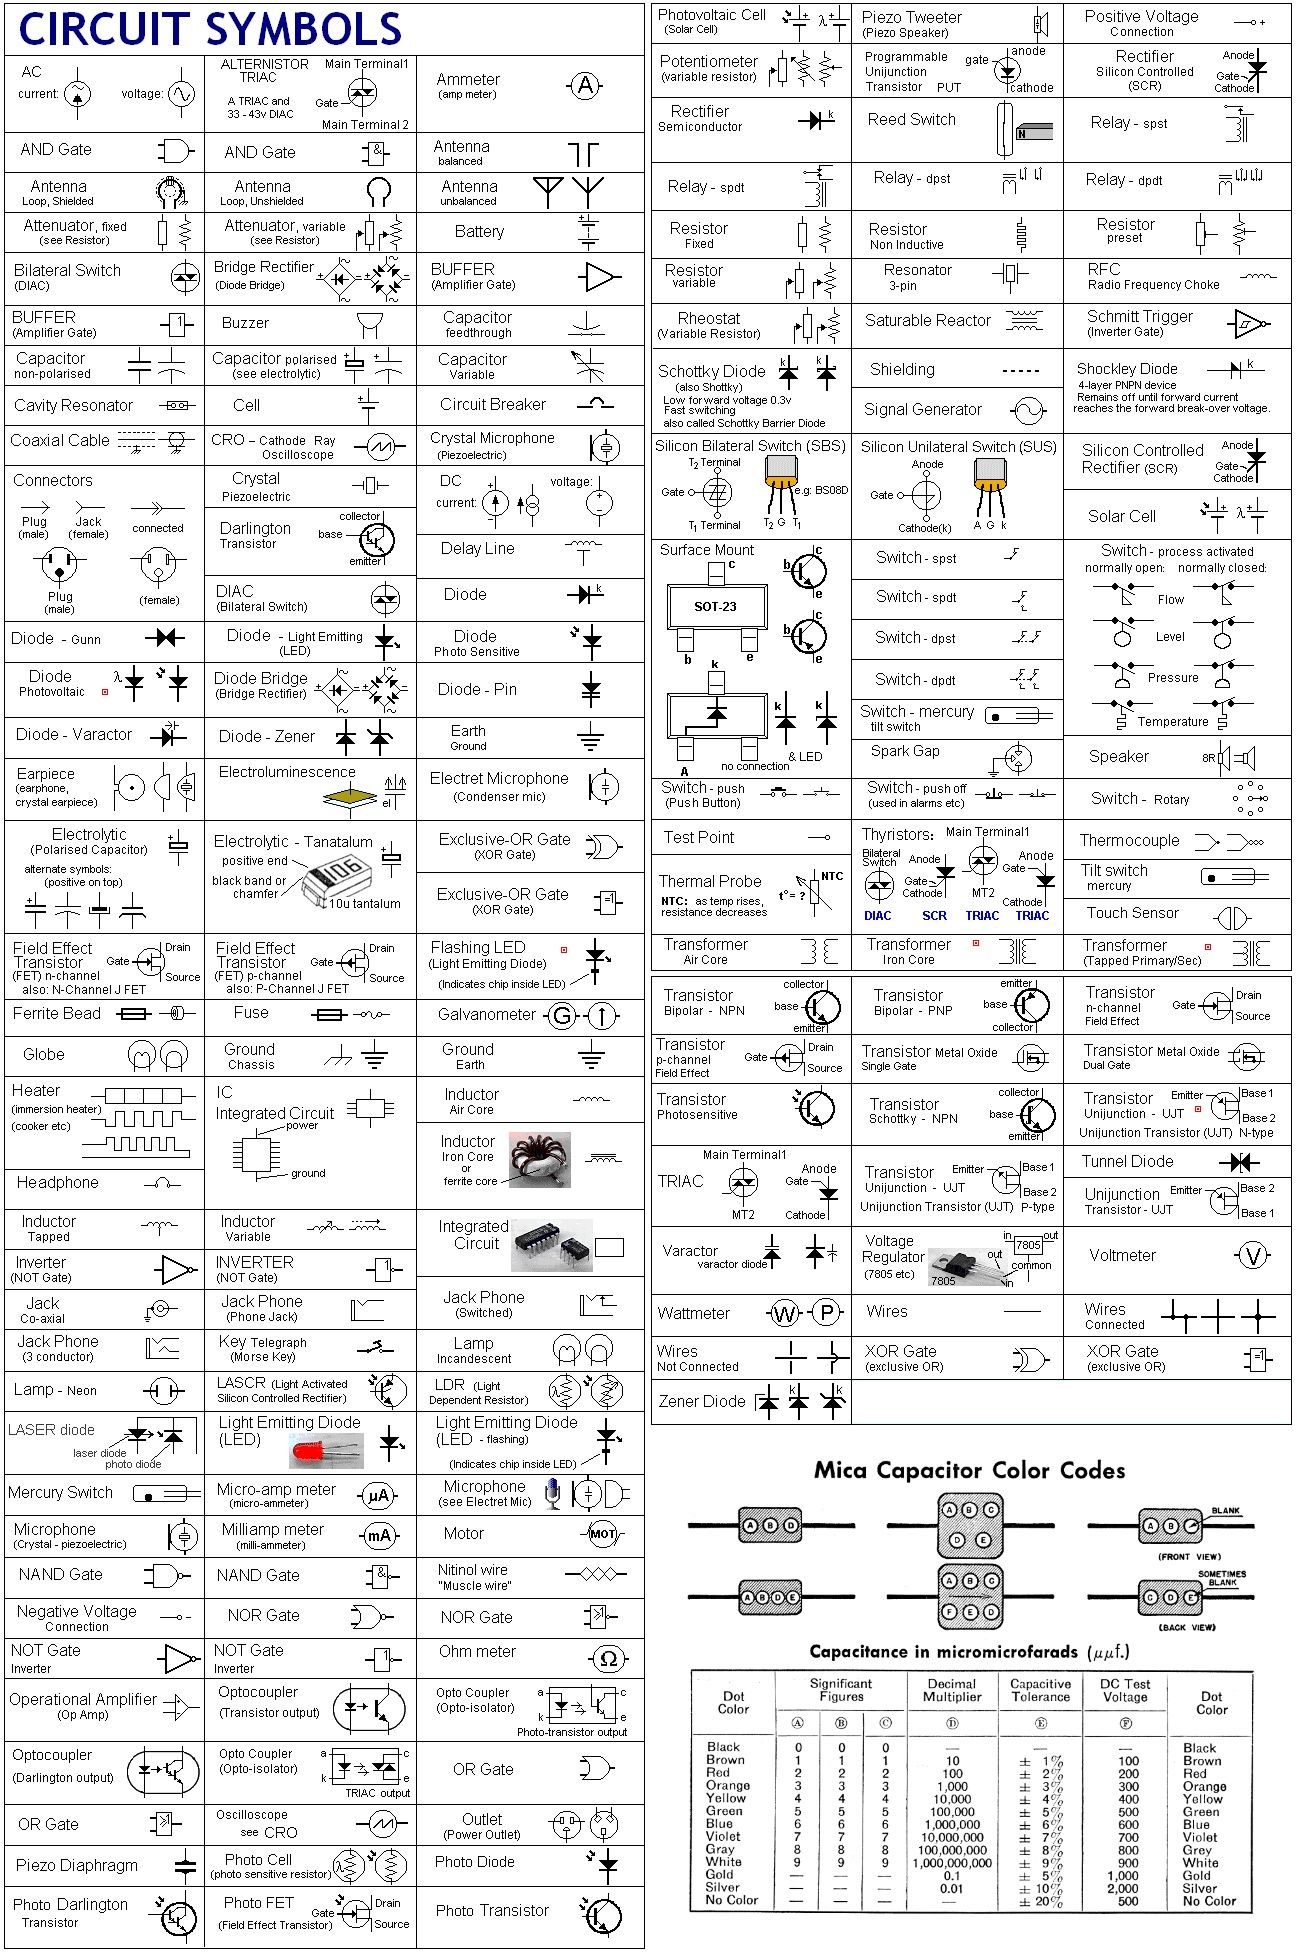 CIRCUIT SYMBOLS
AC
current:
voltage:
ALTERNISTOR
TRIAC
A TRIAC and
33 - 43v DIAC
Main Terminal1
Gate
Main Terminal 2
Ammeter
(amp meter)
A
AND Gate
AND Gate
&
Antenna
balanced
Antenna
Loop, Shielded
Antenna
Loop, Unshielded
Antenna
unbalanced
Attenuator, fixed
(see Resistor)
Attenuator, variable
(see Resistor)
Battery
Bilateral Switch
(DIAC)
Bridge Rectifier
(Diode Bridge)
BUFFER
(Amplifier Gate)
BUFFER
(Amplifier Gate)
1
Buzzer
Capacitor
feedthrough
Capacitor
non-polarised
Capacitor polarised
(see electrolytic)
Capacitor
Variable
Cavity Resonator
Cell
Circuit Breaker
Coaxial Cable
CRO - Cathode Ray
Oscilloscope
Crystal Microphone
(Piezoelectric)
Connectors
Plug
(male)
Jack
(female)
connected
Plug
(male)
(female)
Crystal
Piezoelectric
DC
current:
voltage:
Darlington
Transistor
collector
base
emitter
Delay Line
DIAC
(Bilateral Switch)
Diode
k
Diode - Gunn
Diode - Light Emitting
(LED)
Diode
Photo Sensitive
Diode
Photovoltaic
λ
Diode Bridge
(Bridge Rectifier)
Diode - Pin
Diode - Varactor
Diode - Zener
Earth
Ground
Earpiece
(earphone,
crystal earpiece)
Electroluminescence
el
Electret Microphone
(Condenser mic)
Electrolytic
(Polarised Capacitor)
alternate symbols:
(positive on top)
Electrolytic - Tanatalum
positive end
black band or
chamfer
106
10u tantalum
Exclusive-OR Gate
(XOR Gate)
Exclusive-OR Gate
(XOR Gate)
=1
Field Effect
Transistor
(FET) n-channel
also: N-Channel J FET
Gate
Drain
Source
Field Effect
Transistor
(FET) p-channel
also: P-Channel J FET
Gate
Drain
Source
Flashing LED
(Light Emitting Diode)
(Indicates chip inside LED)
Ferrite Bead
Fuse
Galvanometer
G
Globe
Ground
Chassis
Ground
Earth
Heater
(immersion heater)
(cooker etc)
IC
Integrated Circuit
power
ground
Inductor
Air Core
Inductor
Iron Core
or
ferrite core
Headphone
Inductor
Tapped
Inductor
Variable
Integrated
Circuit
Inverter
(NOT Gate)
INVERTER
(NOT Gate)
1
Jack
Co-axial
Jack Phone
(Phone Jack)
Jack Phone
(Switched)
Jack Phone
(3 conductor)
Key Telegraph
(Morse Key)
Lamp
Incandescent
Lamp - Neon
LASCR (Light Activated
Silicon Controlled Rectifier)
LDR (Light
Dependent Resistor)
λ
LASER diode
laser diode
photo diode
Light Emitting Diode
(LED)
Light Emitting Diode
(LED - flashing)
(Indicates chip inside LED)
Mercury Switch
Micro-amp meter
(micro-ammeter)
µA
Microphone
(see Electret Mic)
Microphone
(Crystal - piezoelectric)
Milliamp meter
(milli-ammeter)
mA
Motor
MOT
NAND Gate
NAND Gate
&
Nitinol wire
"Muscle wire"
Negative Voltage
Connection
NOR Gate
NOR Gate
≥1
NOT Gate
Inverter
NOT Gate
Inverter
1
Ohm meter
Ω
Operational Amplifier
(Op Amp)
Optocoupler
(Transistor output)
Opto Coupler
(Opto-isolator)
a
k
c
e
Photo-transistor output
Optocoupler
(Darlington output)
Opto Coupler
(Opto-isolator)
a
k
c
e
TRIAC output
OR Gate
OR Gate
≥1
Oscilloscope
see CRO
Outlet
(Power Outlet)
Piezo Diaphragm
Photo Cell
(photo sensitive resistor)
λ
Photo Diode
Photo Darlington
Transistor
Photo FET
(Field Effect Transistor)
Gate
Drain
Source
Photo Transistor
Photovoltaic Cell
(Solar Cell)
λ
Piezo Tweeter
(Piezo Speaker)
Positive Voltage
Connection
Potentiometer
(variable resistor)
Programmable
Unijunction
Transistor PUT
gate
anode
cathode
Rectifier
Silicon Controlled
(SCR)
Anode
Gate
Cathode
Rectifier
Semiconductor
k
Reed Switch
N
Relay - spst
Relay - spdt
Relay - dpst
Relay - dpdt
Resistor
Fixed
Resistor
Non Inductive
Resistor
preset
Resistor
variable
Resonator
3-pin
RFC
Radio Frequency Choke
Rheostat
(Variable Resistor)
Saturable Reactor
Schmitt Trigger
(Inverter Gate)
Schottky Diode
(also Shottky)
Low forward voltage 0.3v
Fast switching
also called Schottky Barrier Diode
k
k
Shielding
Signal Generator
Shockley Diode
4-layer PNPN device
Remains off until forward current
reaches the forward break-over voltage.
k
Silicon Bilateral Switch (SBS)
T2 Terminal
Gate
T1 Terminal
e.g: BS08D
T2 G T1
Silicon Unilateral Switch (SUS)
Anode
Gate
Cathode(k)
A G k
Silicon Controlled
Rectifier (SCR)
Anode
Gate
Cathode
Solar Cell
λ
Surface Mount
c
SOT-23
b
e
b
c
e
b
c
e
k
A
no connection
k
k
& LED
Switch - spst
Switch - spdt
Switch - dpst
Switch - dpdt
Switch - mercury
tilt switch
Spark Gap
Switch - process activated
normally open:
normally closed:
Flow
Level
Pressure
Temperature
Speaker
8R
Switch - push
(Push Button)
Switch - push off
(used in alarms etc)
Switch - Rotary
Test Point
Thermal Probe
NTC: as temp rises,
resistance decreases
t°= ?
NTC
Thyristors:
Bilateral
Switch
DIAC
Anode
Gate
Cathode
SCR
Main Terminal1
MT2
TRIAC
Anode
Gate
Cathode
TRIAC
Thermocouple
Tilt switch
mercury
Touch Sensor
Transformer
Air Core
Transformer
Iron Core
Transformer
(Tapped Primary/Sec)
Transistor
Bipolar - NPN
collector
base
emitter
Transistor
Bipolar - PNP
emitter
base
collector
Transistor
n-channel
Field Effect
Gate
Drain
Source
Transistor
p-channel
Field Effect
Gate
Drain
Source
Transistor Metal Oxide
Single Gate
Transistor Metal Oxide
Dual Gate
Transistor
Photosensitive
Transistor
Schottky - NPN
collector
base
emitter
Transistor
Unijunction - UJT
Unijunction Transistor (UJT) N-type
Emitter
Base 1
Base 2
TRIAC
Main Terminal1
MT2
Anode
Gate
Cathode
Transistor
Unijunction - UJT
Unijunction Transistor (UJT) P-type
Emitter
Base 1
Base 2
Tunnel Diode
Unijunction
Transistor - UJT
Emitter
Base 2
Base 1
Varactor
varactor diode
Voltage
Regulator
(7805 etc)
7805
out
in
in
7805
out
common
Voltmeter
V
Wattmeter
W
P
Wires
Wires
Connected
Wires
Not Connected
XOR Gate
(exclusive OR)
XOR Gate
(exclusive OR)
=1
Zener Diode
k
k
Mica Capacitor Color Codes
A B D
A B C
D E
A B
BLANK
(FRONT VIEW)
A B D E
A B C
F E D
C D E
SOMETIMES
BLANK
(BACK VIEW)
Capacitance in micromicrofarads (μμf.)
Dot Color
Significant Figures
Decimal Multiplier
Capacitive Tolerance
DC Test Voltage
Dot Color
A B C D E F
Black 0 0 0 — — — Black
Brown 1 1 1 10 ± 1% 100 Brown
Red 2 2 2 100 ± 2% 200 Red
Orange 3 3 3 1,000 ± 3% 300 Orange
Yellow 4 4 4 10,000 ± 4% 400 Yellow
Green 5 5 5 100,000 ± 5% 500 Green
Blue 6 6 6 1,000,000 ± 6% 600 Blue
Violet 7 7 7 10,000,000 ± 7% 700 Violet
Gray 8 8 8 100,000,000 ± 8% 800 Grey
White 9 9 9 1,000,000,000 ± 9% 900 White
Gold — — — 0.1 ± 5% 1,000 Gold
Silver — — — 0.01 ± 10% 2,000 Silver
No Color — — — — ± 20% 500 No Color